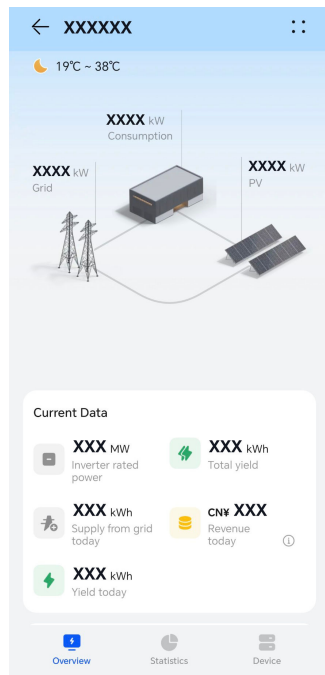 XXXXXX
19℃ ~ 38℃
XXXX kW
Consumption
XXXX kW
Grid
XXXX kW
PV
Current Data
XXX MW
Inverter rated
power
XXX kWh
Total yield
XXX kWh
Supply from grid
today
CN¥ XXX
Revenue
today
XXX kWh
Yield today
Overview
Statistics
Device